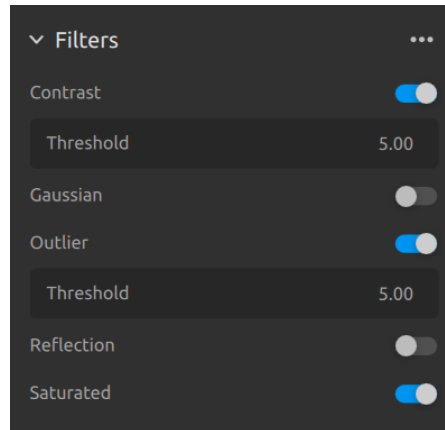 Filters
Contrast
Threshold 5.00
Gaussian
Outlier
Threshold 5.00
Reflection
Saturated